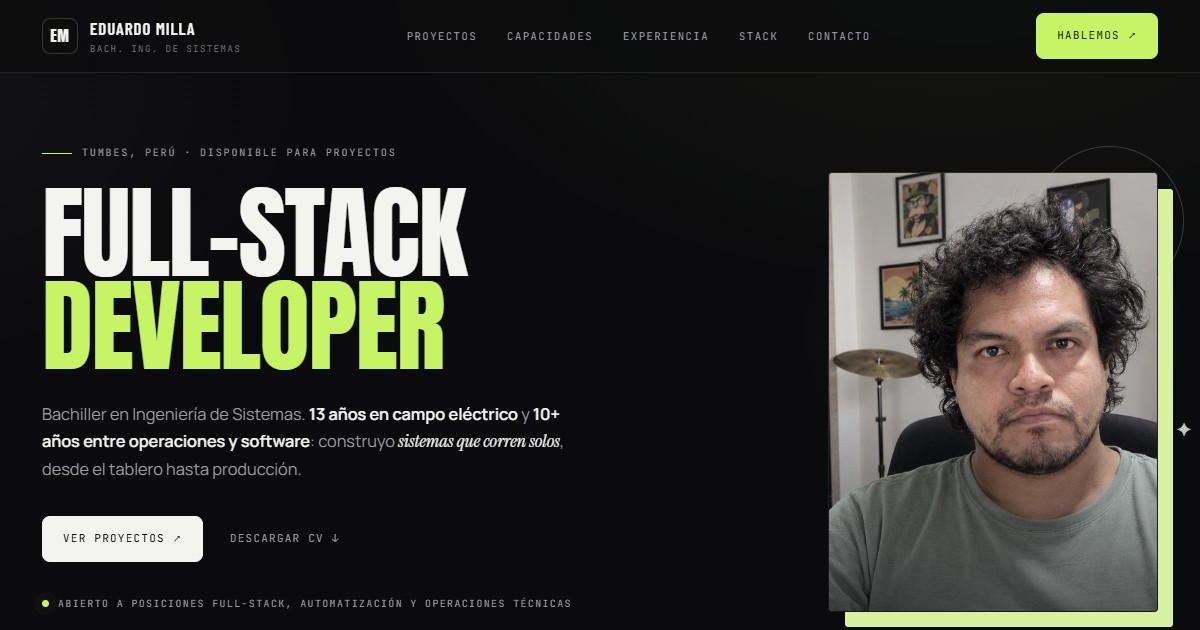 EM
EDUARDO MILLA
BACH. ING. DE SISTEMAS
PROYECTOS
CAPACIDADES
EXPERIENCIA
STACK
CONTACTO
HABLEMOS ↗
TUMBES, PERÚ · DISPONIBLE PARA PROYECTOS
FULL-STACK
DEVELOPER
Bachiller en Ingeniería de Sistemas. 13 años en campo eléctrico y 10+
años entre operaciones y software: construyo sistemas que corren solos,
desde el tablero hasta producción.
VER PROYECTOS ↗
DESCARGAR CV ↓
ABIERTO A POSICIONES FULL-STACK, AUTOMATIZACIÓN Y OPERACIONES TÉCNICAS